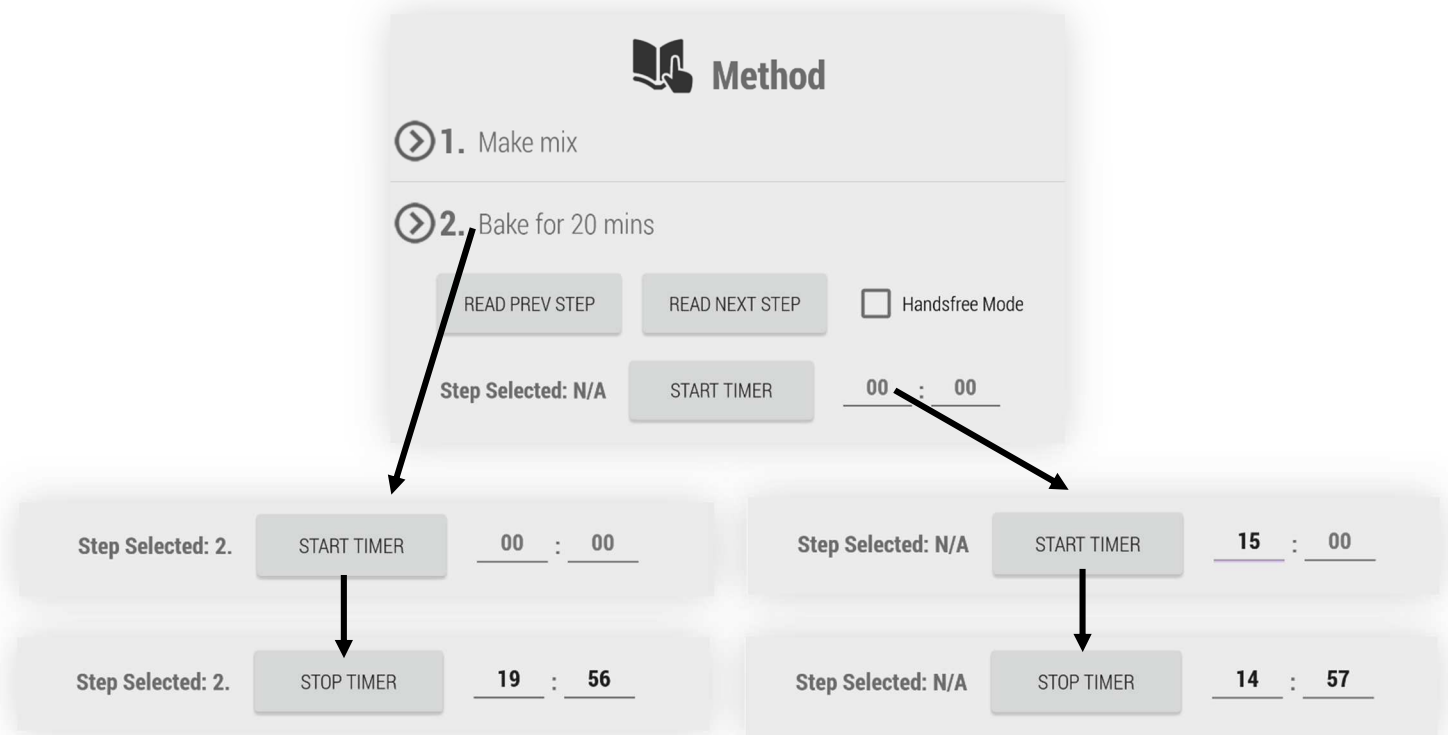 Method
1. Make mix
2. Bake for 20 mins
READ PREV STEP READ NEXT STEP Handsfree Mode
Step Selected: N/A START TIMER 00 : 00
Step Selected: 2. START TIMER 00 : 00
Step Selected: N/A START TIMER 15 : 00
Step Selected: 2. STOP TIMER 19 : 56
Step Selected: N/A STOP TIMER 14 : 57